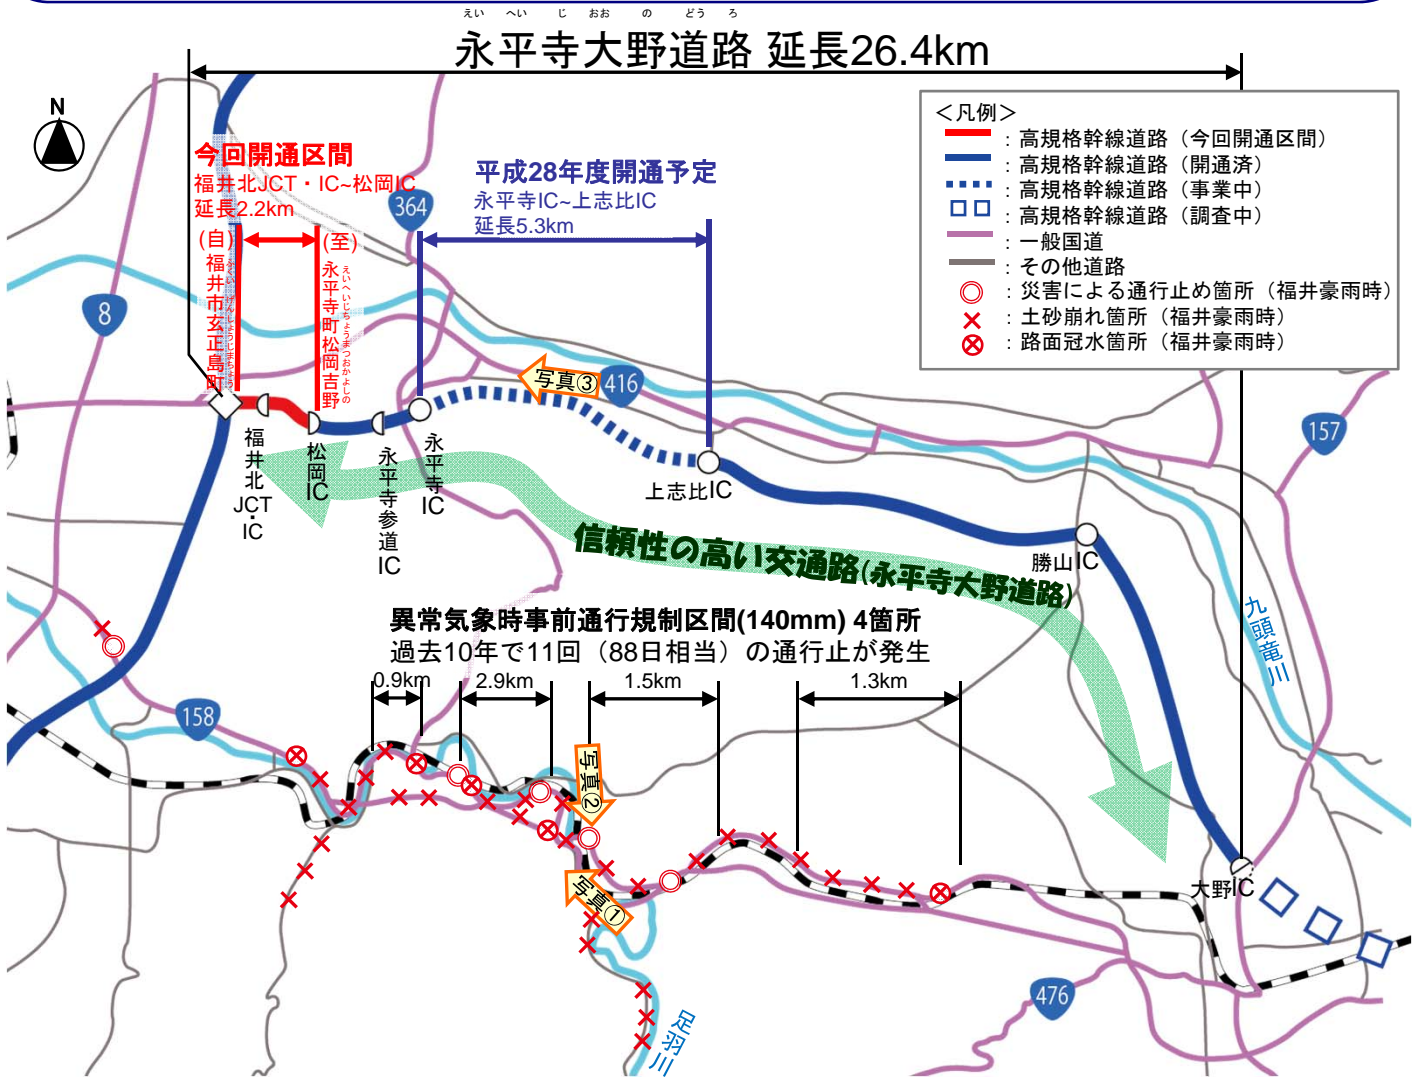 えい へい じ おお の どう ろ
永平寺大野道路 延長26.4km
N
＜凡例＞
：高規格幹線道路（今回開通区間）
：高規格幹線道路（開通済）
：高規格幹線道路（事業中）
：高規格幹線道路（調査中）
：一般国道
：その他道路
：災害による通行止め箇所（福井豪雨時）
：土砂崩れ箇所（福井豪雨時）
：路面冠水箇所（福井豪雨時）
今回開通区間
福井北JCT・IC~松岡IC
延長2.2km
平成28年度開通予定
永平寺IC~上志比IC
延長5.3km
364
(自)
(至)
福井市玄正島町
永平寺町松岡吉野
えいへいじちょうまつおかよしの
8
写真③
416
157
福井北JCT・IC
松岡IC
永平寺参道IC
永平寺IC
上志比IC
勝山IC
信頼性の高い交通路(永平寺大野道路)
九頭竜川
異常気象時事前通行規制区間(140mm) 4箇所
過去10年で11回（88日相当）の通行止が発生
0.9km
2.9km
1.5km
1.3km
158
写真②
写真①
大野IC
476
足羽川